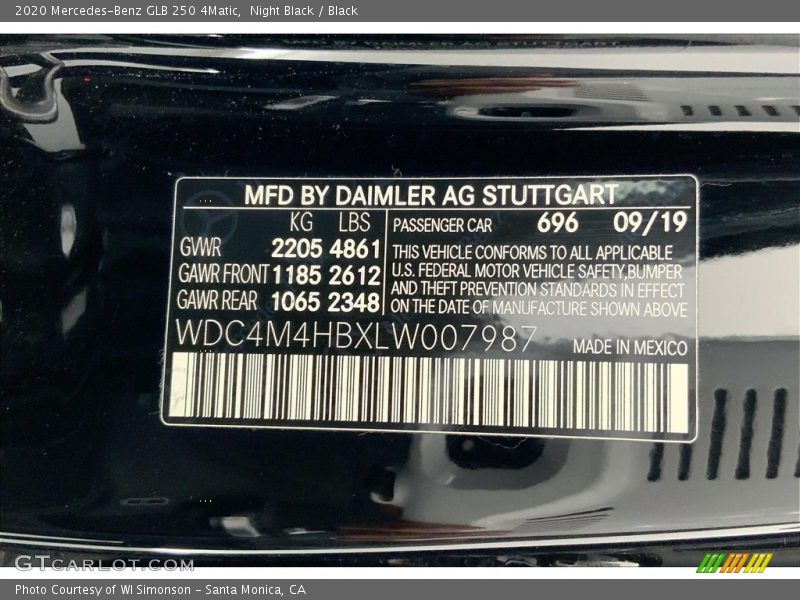 2020 Mercedes-Benz GLB 250 4Matic,  Night Black / Black
MFD BY DAIMLER AG STUTTGART
KG LBS
GVWR 2205 4861
GAWR FRONT 1185 2612
GAWR REAR 1065 2348
PASSENGER CAR 696 09/19
THIS VEHICLE CONFORMS TO ALL APPLICABLE
U.S. FEDERAL MOTOR VEHICLE SAFETY,BUMPER
AND THEFT PREVENTION STANDARDS IN EFFECT
ON THE DATE OF MANUFACTURE SHOWN ABOVE
WDC4M4HBXLW007987
MADE IN MEXICO
GTcarlot.com
Photo Courtesy of WI Simonson - Santa Monica, CA